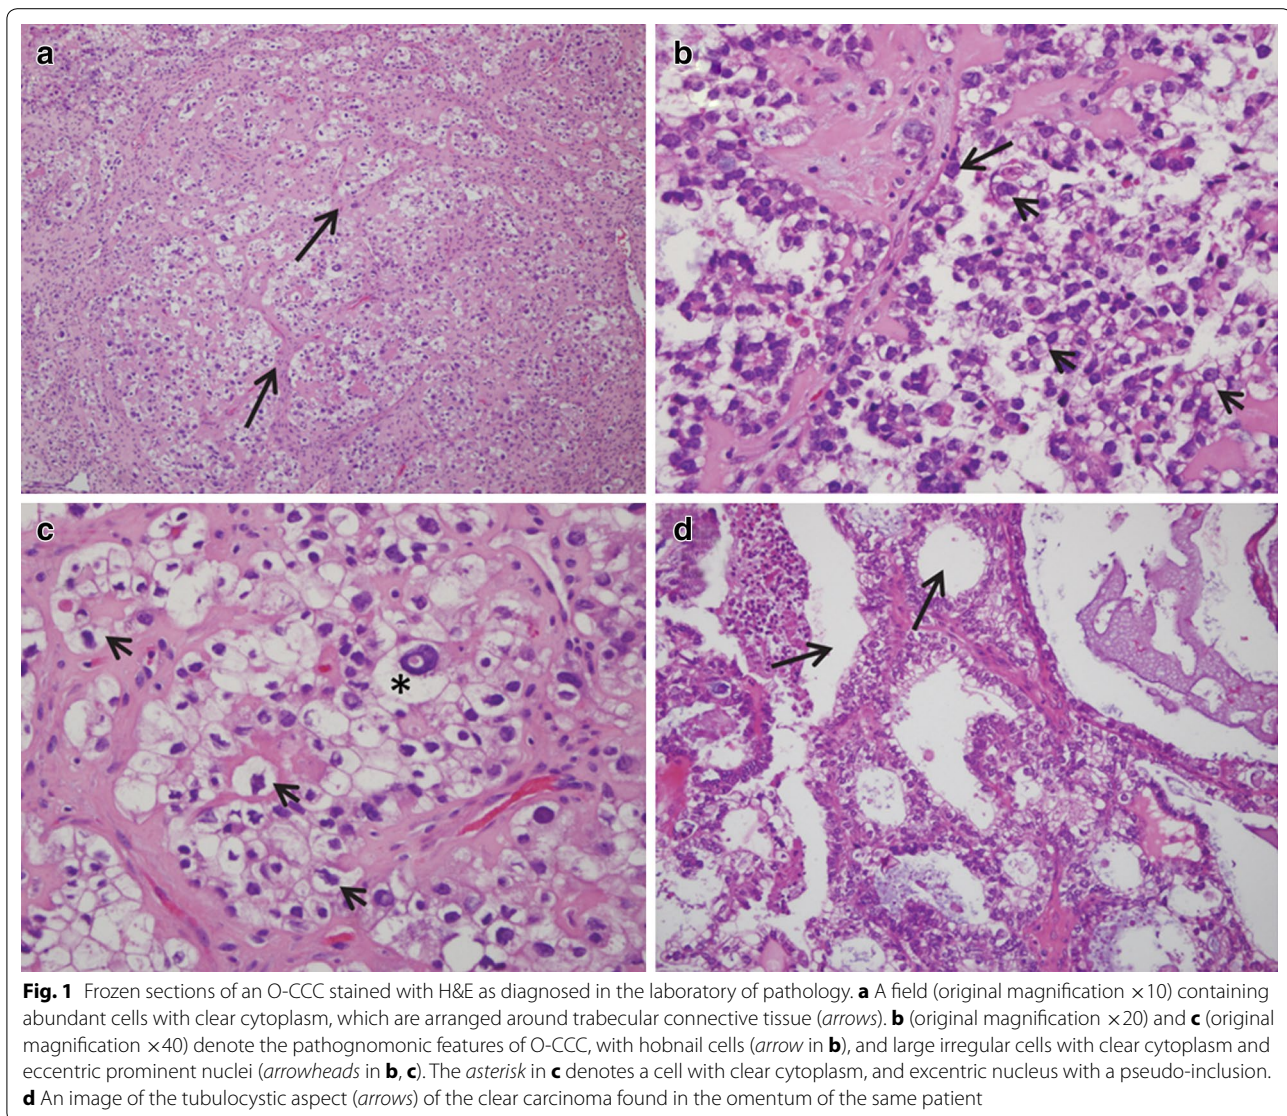 a
b
c
*
d
Fig. 1 Frozen sections of an O-CCC stained with H&E as diagnosed in the laboratory of pathology. a A field (original magnification ×10) containing
abundant cells with clear cytoplasm, which are arranged around trabecular connective tissue (arrows). b (original magnification ×20) and c (original
magnification ×40) denote the pathognomonic features of O-CCC, with hobnail cells (arrow in b), and large irregular cells with clear cytoplasm and
eccentric prominent nuclei (arrowheads in b, c). The asterisk in c denotes a cell with clear cytoplasm, and excentric nucleus with a pseudo-inclusion.
d An image of the tubulocystic aspect (arrows) of the clear carcinoma found in the omentum of the same patient